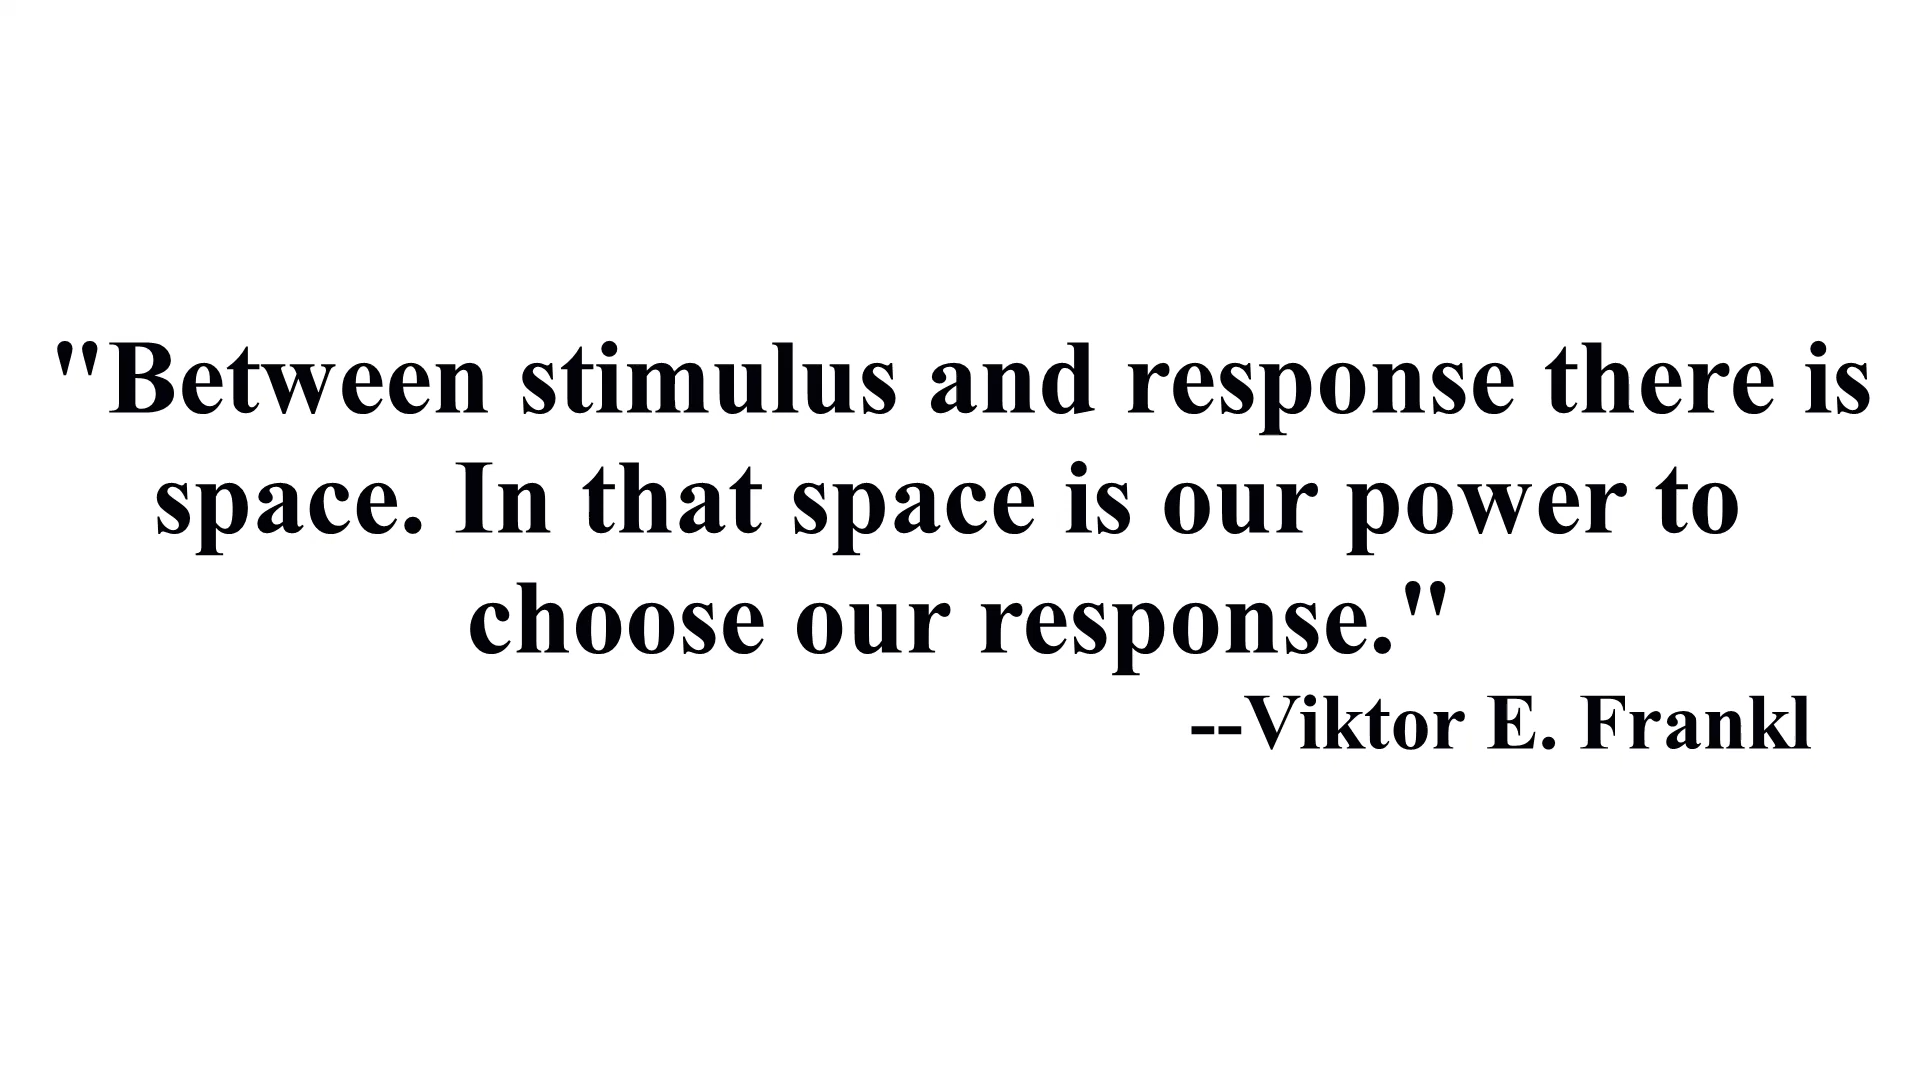 "Between stimulus and response there is
space. In that space is our power to
choose our response."
--Viktor E. Frankl